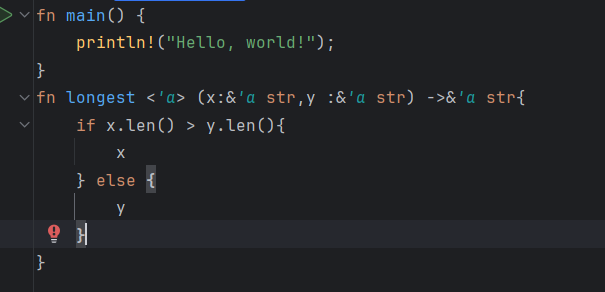 fn main() {
    println!("Hello, world!");
}
fn longest <'a> (x:&'a str,y :&'a str) ->&'a str{
    if x.len() > y.len(){
        x
    } else {
        y
    }
}